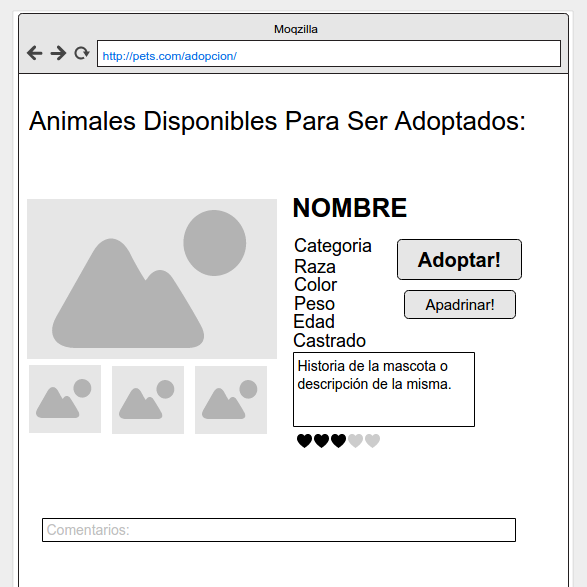 Moqzilla
http://pets.com/adopcion/
Animales Disponibles Para Ser Adoptados:
NOMBRE
Categoria
Raza
Color
Peso
Edad
Castrado
Adoptar!
Apadrinar!
Historia de la mascota o
descripción de la misma.
Comentarios: